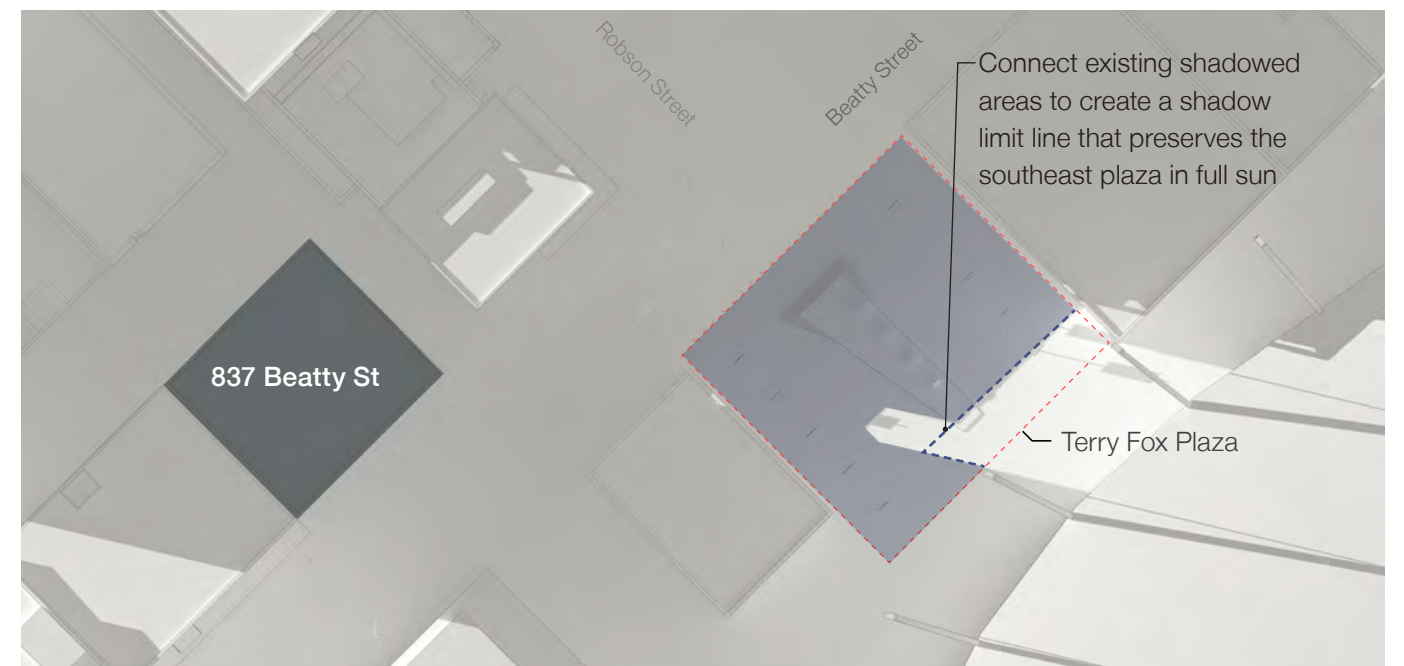 Robson Street
Beatty Street
Connect existing shadowed
areas to create a shadow
limit line that preserves the
southeast plaza in full sun
837 Beatty St
Terry Fox Plaza